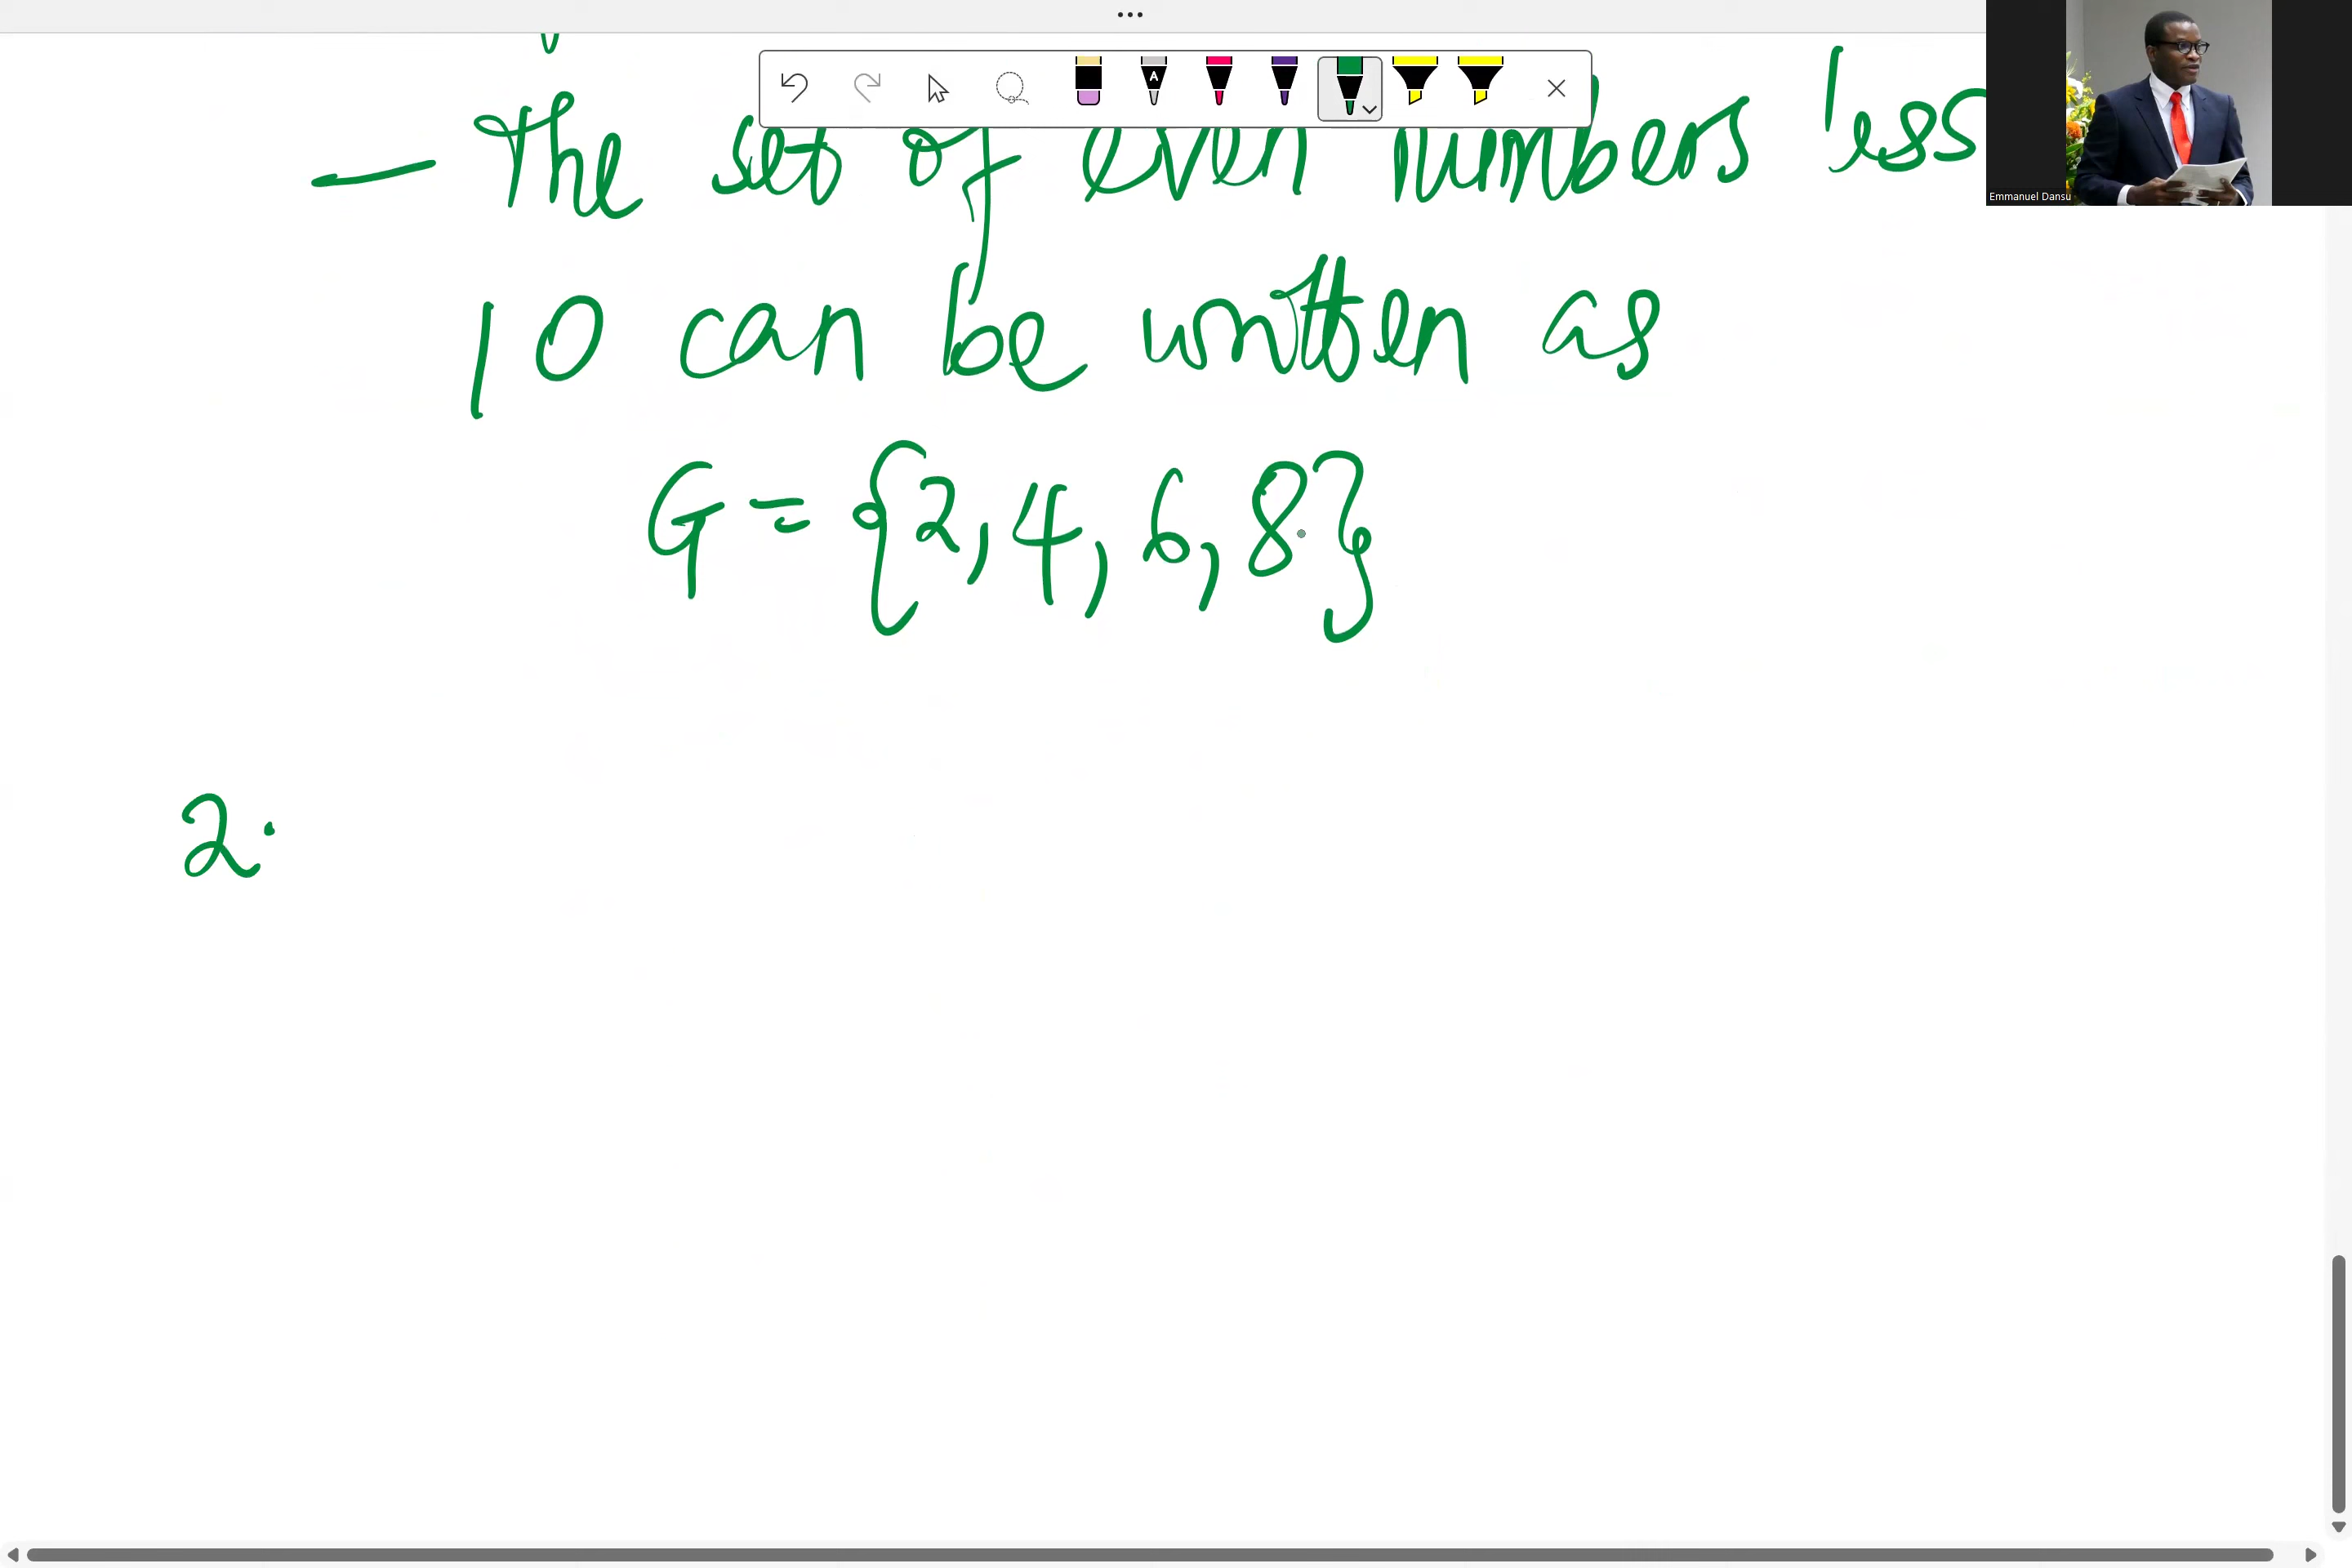 - The set of even numbers less
10 can be written as
G = {2, 4, 6, 8}
2.
A
Emmanuel Dansu